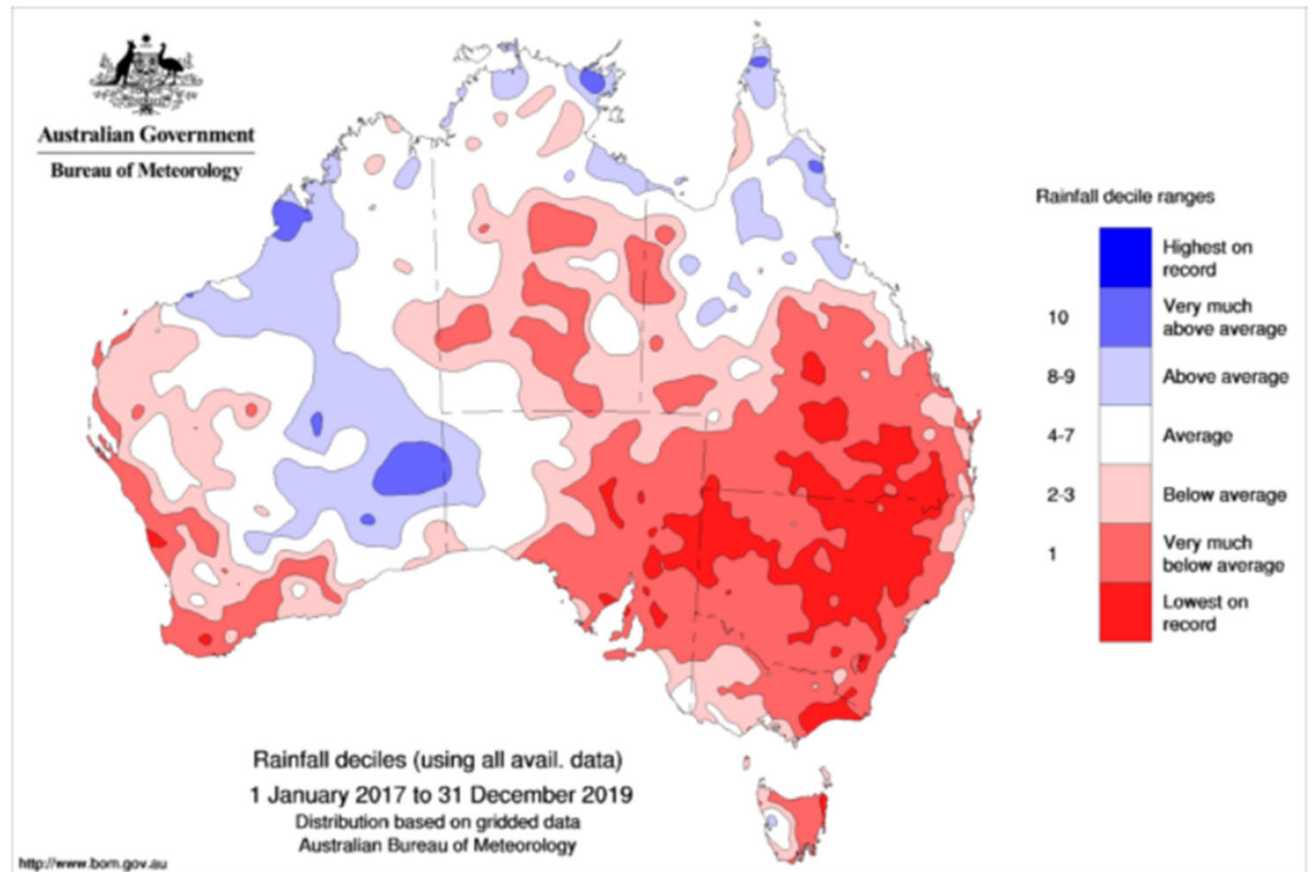 Australian Government
Bureau of Meteorology
Rainfall decile ranges
Highest on
record
10
Very much
above average
8-9
Above average
4-7
Average
2-3
Below average
1
Very much
below average
Lowest on
record
Rainfall deciles (using all avail. data)
1 January 2017 to 31 December 2019
Distribution based on gridded data
Australian Bureau of Meteorology
http://www.bom.gov.au